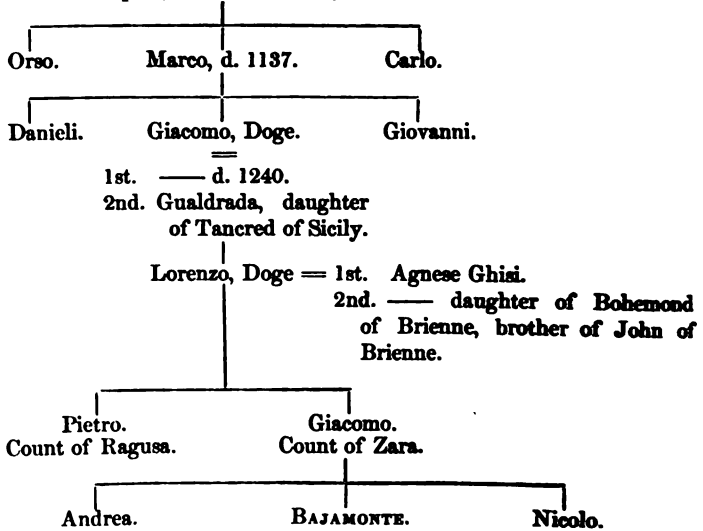 Orso. Marco, d. 1137. Carlo.
Danieli. Giacomo, Doge. Giovanni.
1st. —— d. 1240.
2nd. Gualdrada, daughter
of Tancred of Sicily.
Lorenzo, Doge = 1st. Agnese Ghisi.
2nd. —— daughter of Bohemond
of Brienne, brother of John of
Brienne.
Pietro. Giacomo.
Count of Ragusa. Count of Zara.
Andrea. BAJAMONTE. Nicolo.